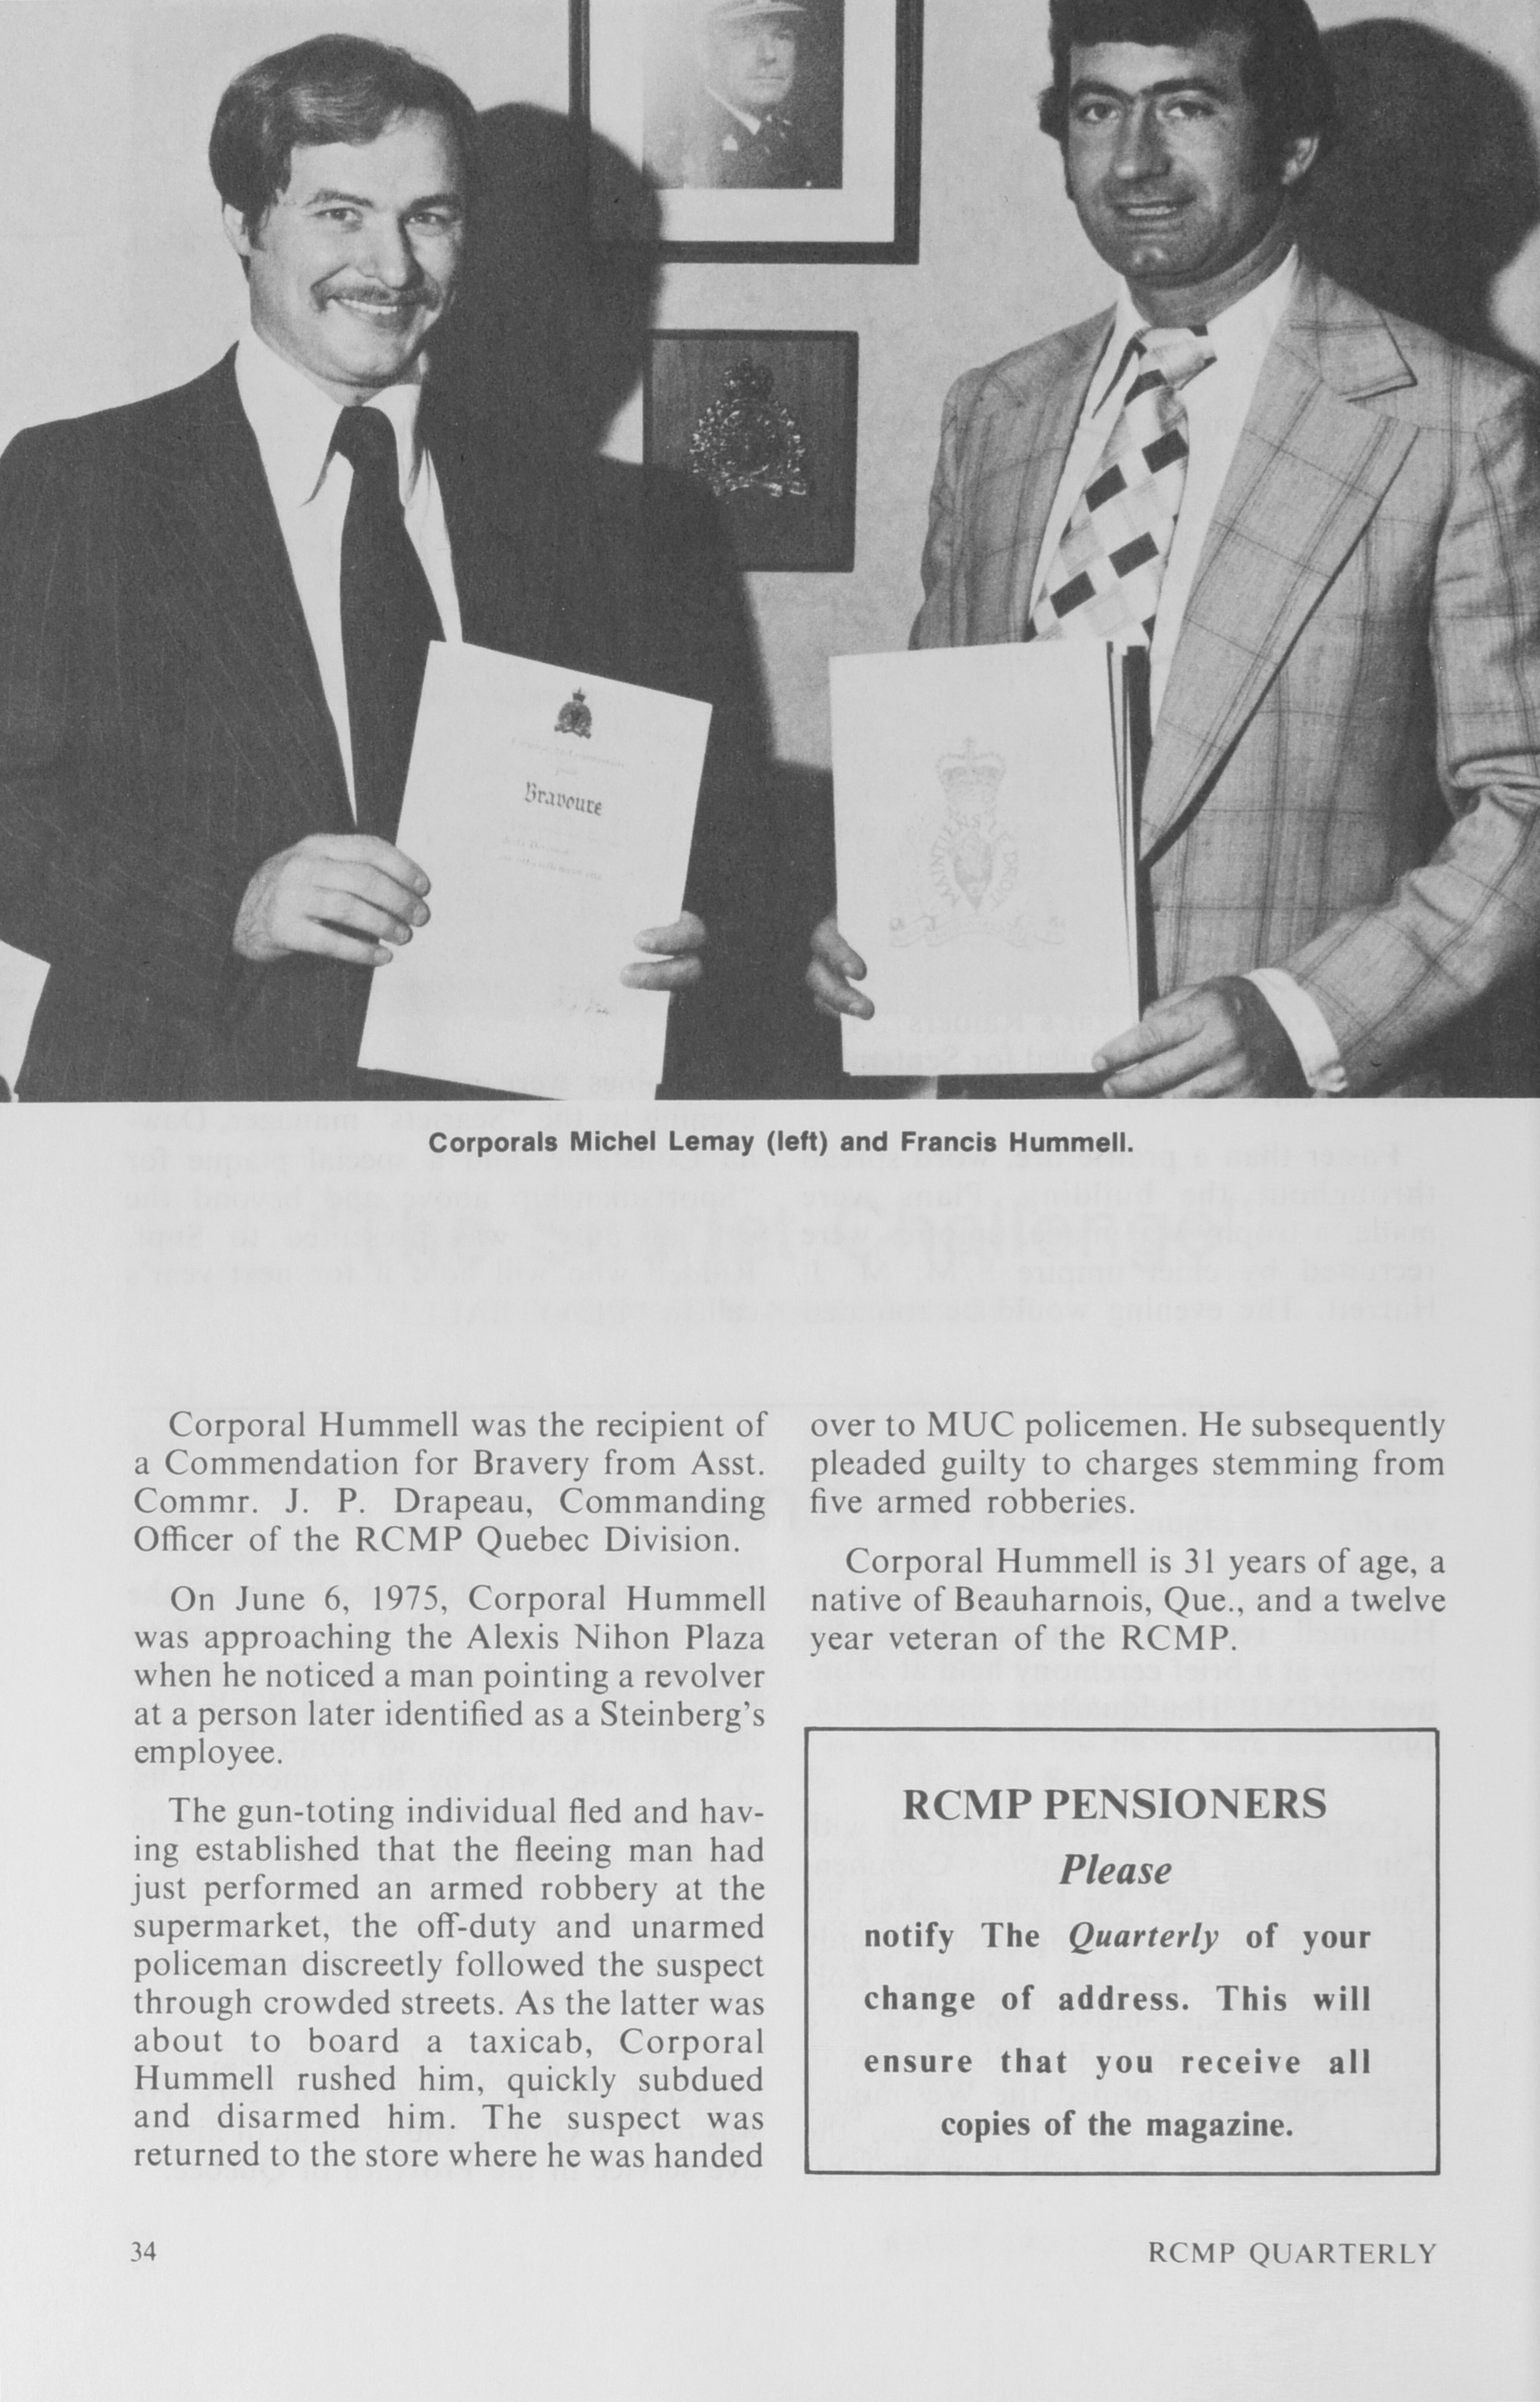 Bravoure
MAINTIENS LE DROIT
Corporals Michel Lemay (left) and Francis Hummell.
Corporal Hummell was the recipient of
a Commendation for Bravery from Asst.
Commr. J. P. Drapeau, Commanding
Officer of the RCMP Quebec Division.
On June 6, 1975, Corporal Hummell
was approaching the Alexis Nihon Plaza
when he noticed a man pointing a revolver
at a person later identified as a Steinberg's
employee.
The gun-toting individual fled and hav-
ing established that the fleeing man had
just performed an armed robbery at the
supermarket, the off-duty and unarmed
policeman discreetly followed the suspect
through crowded streets. As the latter was
about to board a taxicab, Corporal
Hummell rushed him, quickly subdued
and disarmed him. The suspect was
returned to the store where he was handed
over to MUC policemen. He subsequently
pleaded guilty to charges stemming from
five armed robberies.
Corporal Hummell is 31 years of age, a
native of Beauharnois, Que., and a twelve
year veteran of the RCMP.
RCMP PENSIONERS
Please
notify The Quarterly of your
change of address. This will
ensure that you receive all
copies of the magazine.
34
RCMP QUARTERLY